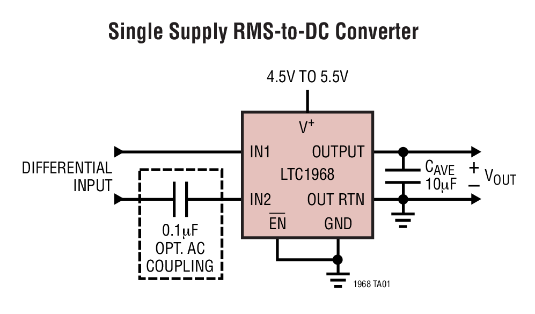 Single Supply RMS-to-DC Converter
4.5V TO 5.5V
V+
IN1
OUTPUT
DIFFERENTIAL
INPUT
LTC1968
CAVE
10µF
+
–
VOUT
IN2
OUT RTN
EN
GND
0.1µF
OPT. AC
COUPLING
1968 TA01